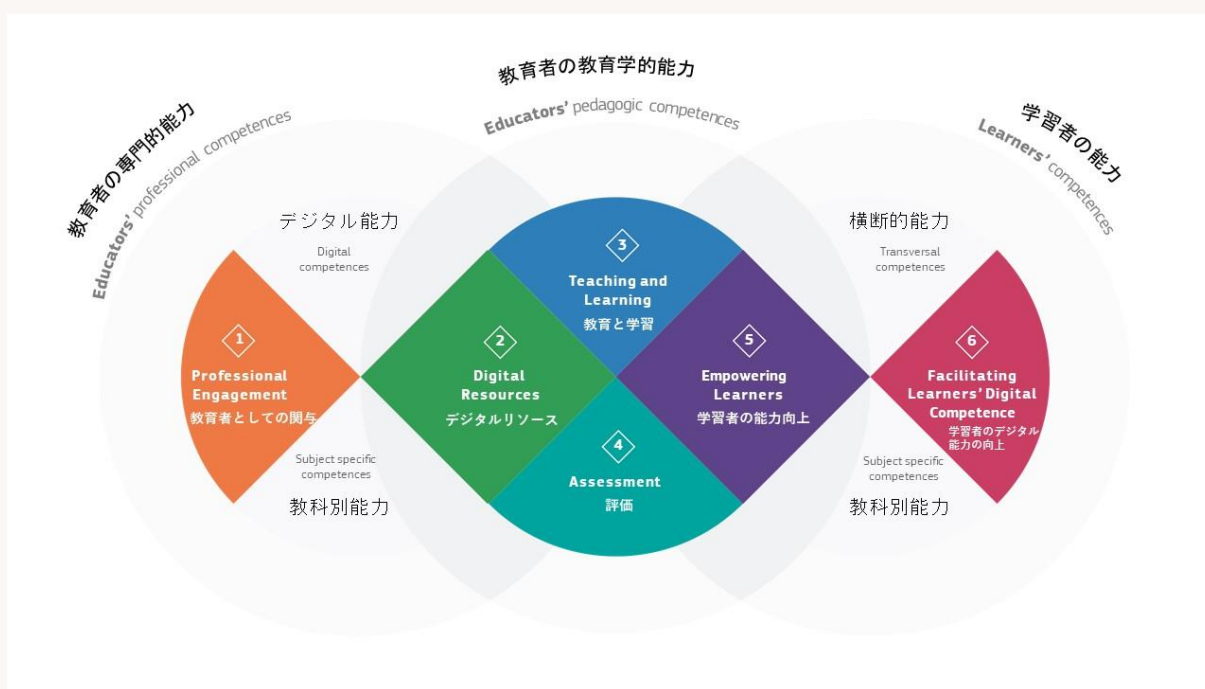 教育者の専門的能力
Educators' professional competences
教育者の教育学的能力
Educators' pedagogic competences
学習者の能力
Learners' competences
デジタル能力
Digital
competences
横断的能力
Transversal
competences
1
Professional
Engagement
教育者としての関与
2
Digital
Resources
デジタルリソース
3
Teaching and
Learning
教育と学習
4
Assessment
評価
5
Empowering
Learners
学習者の能力向上
6
Facilitating
Learners' Digital
Competence
学習者のデジタル
能力の向上
Subject specific
competences
教科別能力
Subject specific
competences
教科別能力